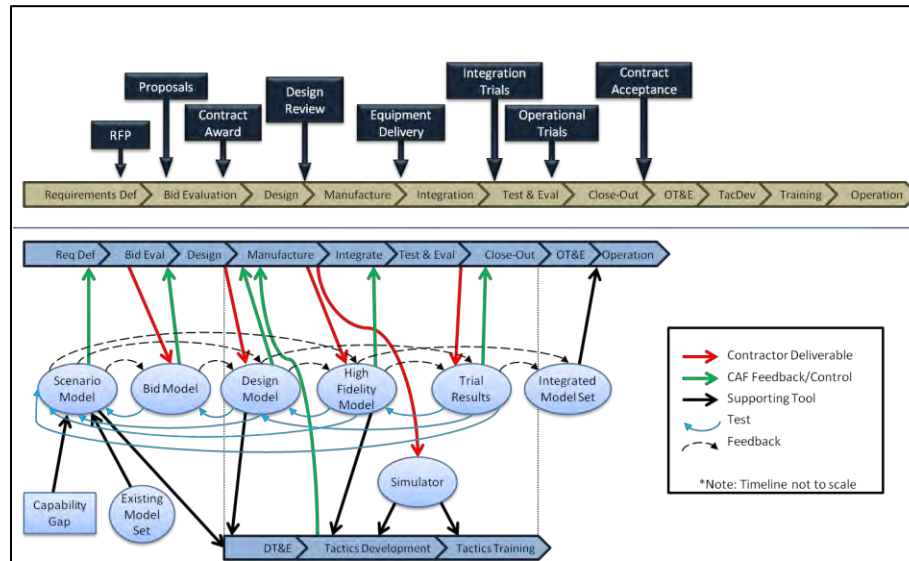 Integration
Trials
Contract
Acceptance
Proposals
Design
Review
RFP
Contract
Award
Equipment
Delivery
Operational
Trials
Requirements Def
Bid Evaluation
Design
Manufacture
Integration
Test & Eval
Close-Out
OT&E
TacDev
Training
Operation
Req Def
Bid Eval
Design
Manufacture
Integrate
Test & Eval
Close-Out
OT&E
Operation
Scenario
Model
Bid Model
Design
Model
High
Fidelity
Model
Trial
Results
Integrated
Model Set
Contractor Deliverable
CAF Feedback/Control
Supporting Tool
Test
Feedback
*Note: Timeline not to scale
Capability
Gap
Existing
Model
Set
Simulator
DT&E
Tactics Development
Tactics Training